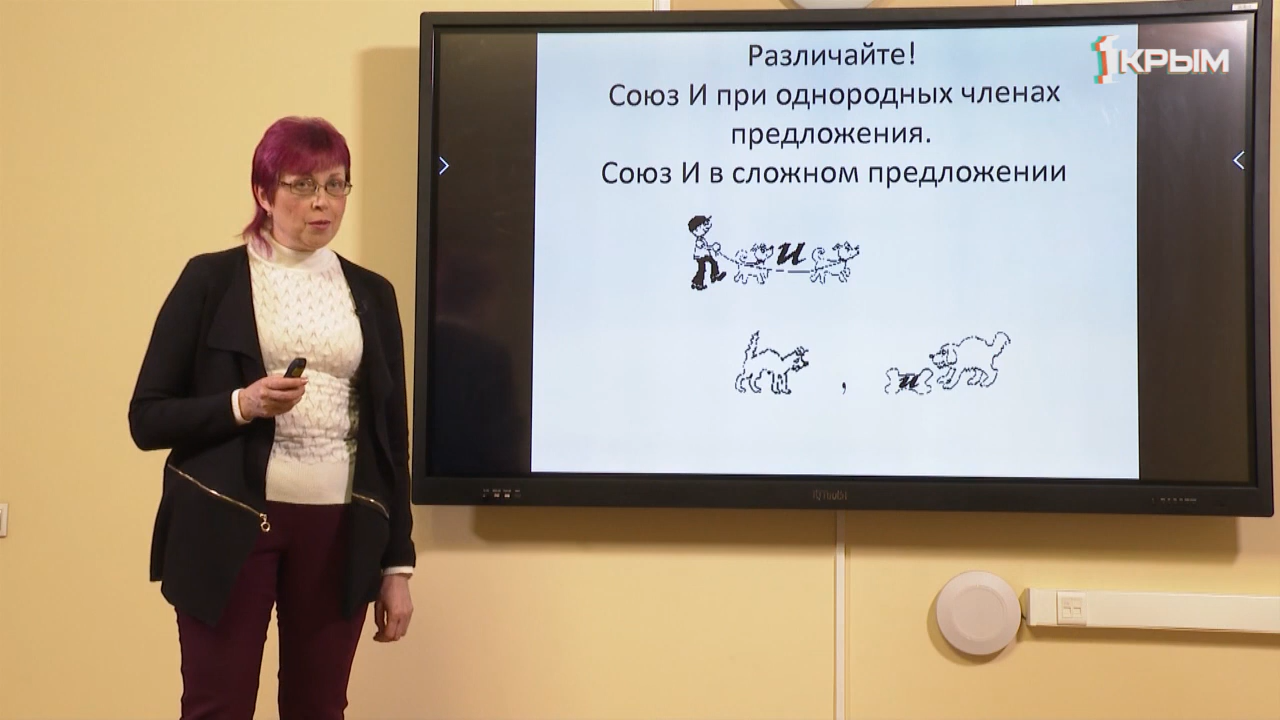 Различайте!
Союз И при однородных членах
предложения.
Союз И в сложном предложении
и
, и
1КРЫМ